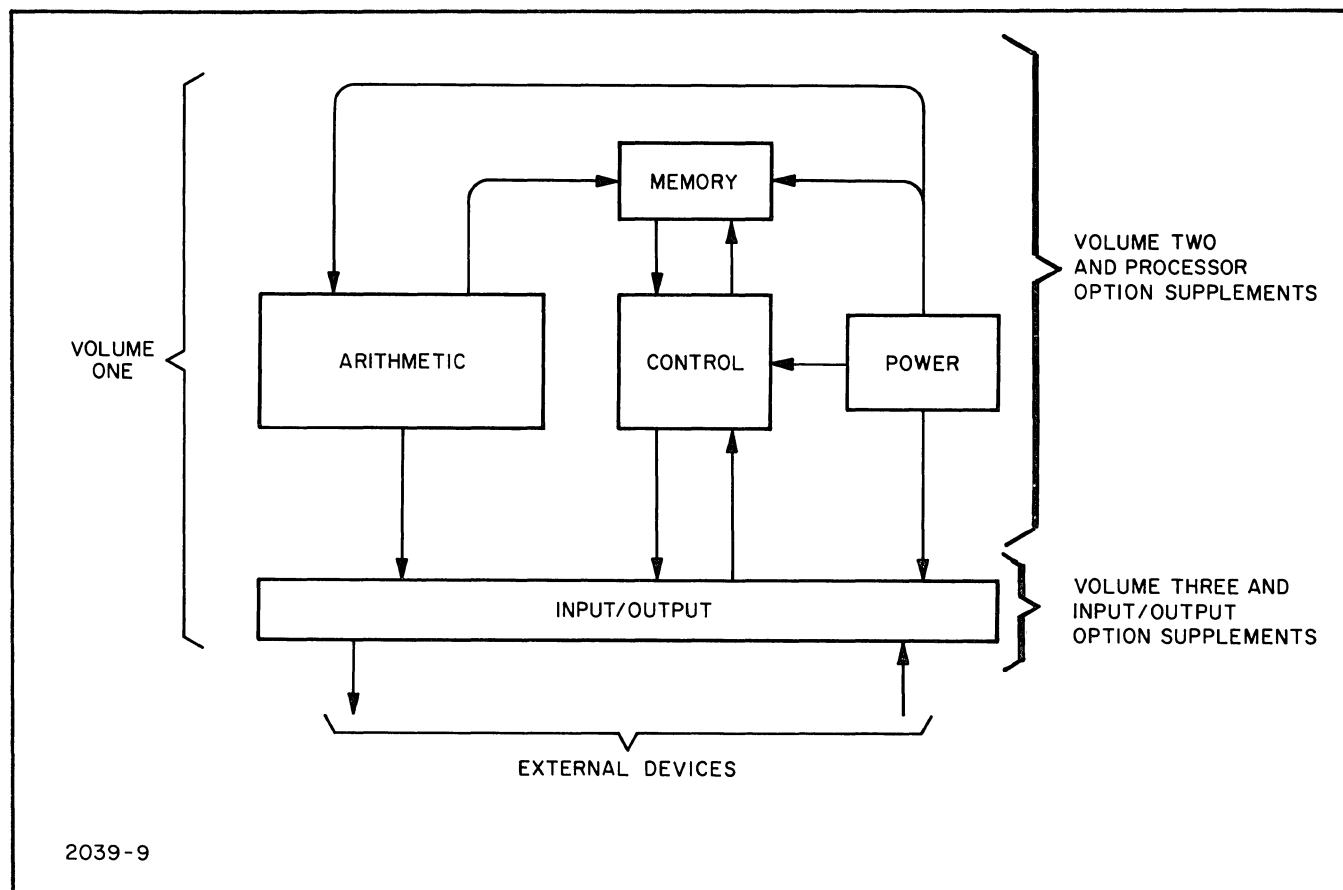 MEMORY
VOLUME TWO
AND PROCESSOR
OPTION SUPPLEMENTS
VOLUME
ONE
ARITHMETIC
CONTROL
POWER
INPUT/OUTPUT
VOLUME THREE AND
INPUT/OUTPUT
OPTION SUPPLEMENTS
EXTERNAL DEVICES
2039-9